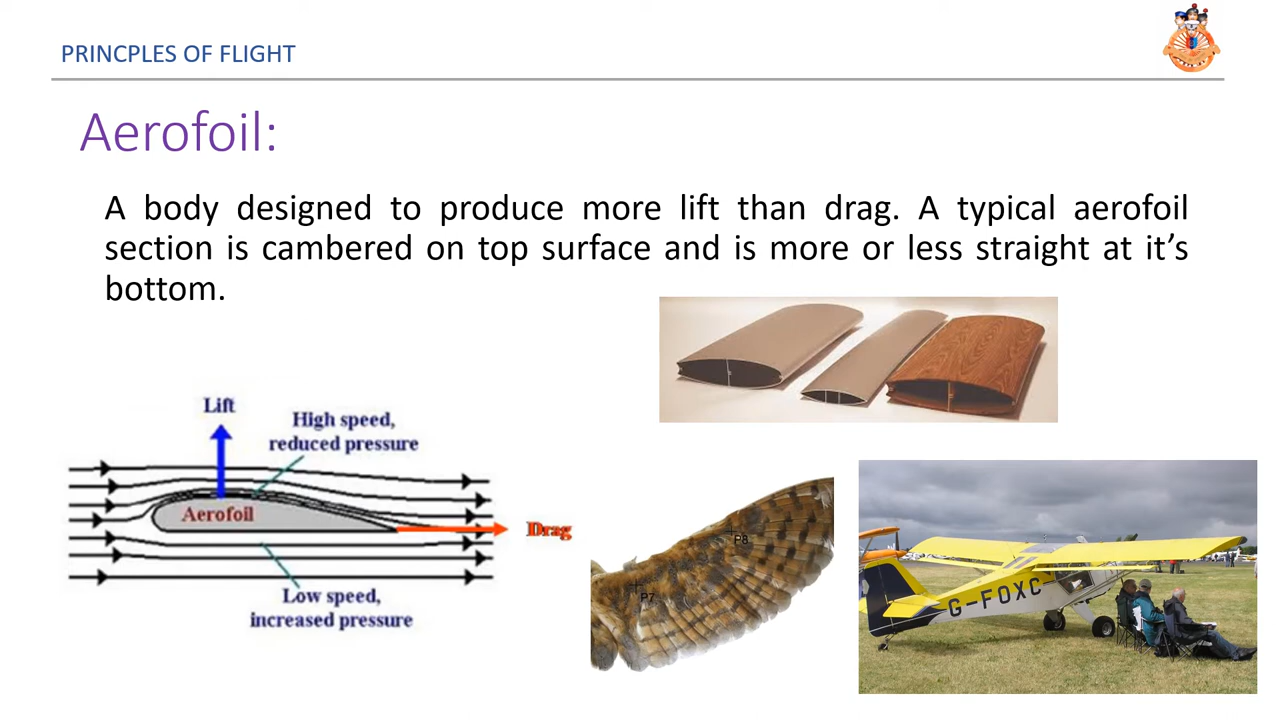 PRINCPLES OF FLIGHT
Aerofoil:
A body designed to produce more lift than drag. A typical aerofoil
section is cambered on top surface and is more or less straight at it’s
bottom.
Lift
High speed,
reduced pressure
Aerofoil
Drag
Low speed,
increased pressure
P8
P7
G-FOXC